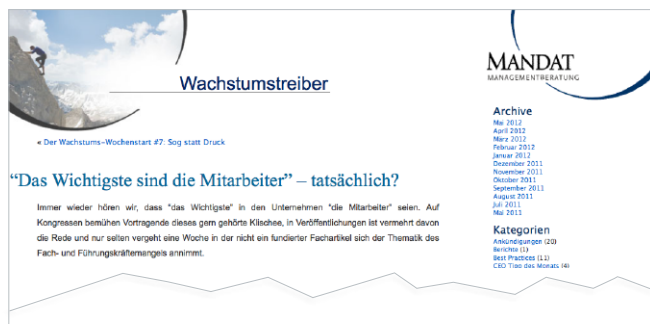 Wachstumstreiber
MANDAT
MANAGEMENTBERATUNG
« Der Wachstums-Wochenstart #7: Sog statt Druck
“Das Wichtigste sind die Mitarbeiter” – tatsächlich?
Immer wieder hören wir, dass "das Wichtigste" in den Unternehmen "die Mitarbeiter" seien. Auf
Kongressen bemühen Vortragende dieses gern gehörte Klischee, in Veröffentlichungen ist vermehrt davon
die Rede und nur selten vergeht eine Woche in der nicht ein fundierter Fachartikel sich der Thematik des
Fach- und Führungskräftemangels annimmt.
Archive
Mai 2012
April 2012
März 2012
Februar 2012
Januar 2012
Dezember 2011
November 2011
Oktober 2011
September 2011
August 2011
Juli 2011
Mai 2011
Kategorien
Ankündigungen (20)
Berichte (1)
Best Practices (11)
CEO Tipp des Monats (4)